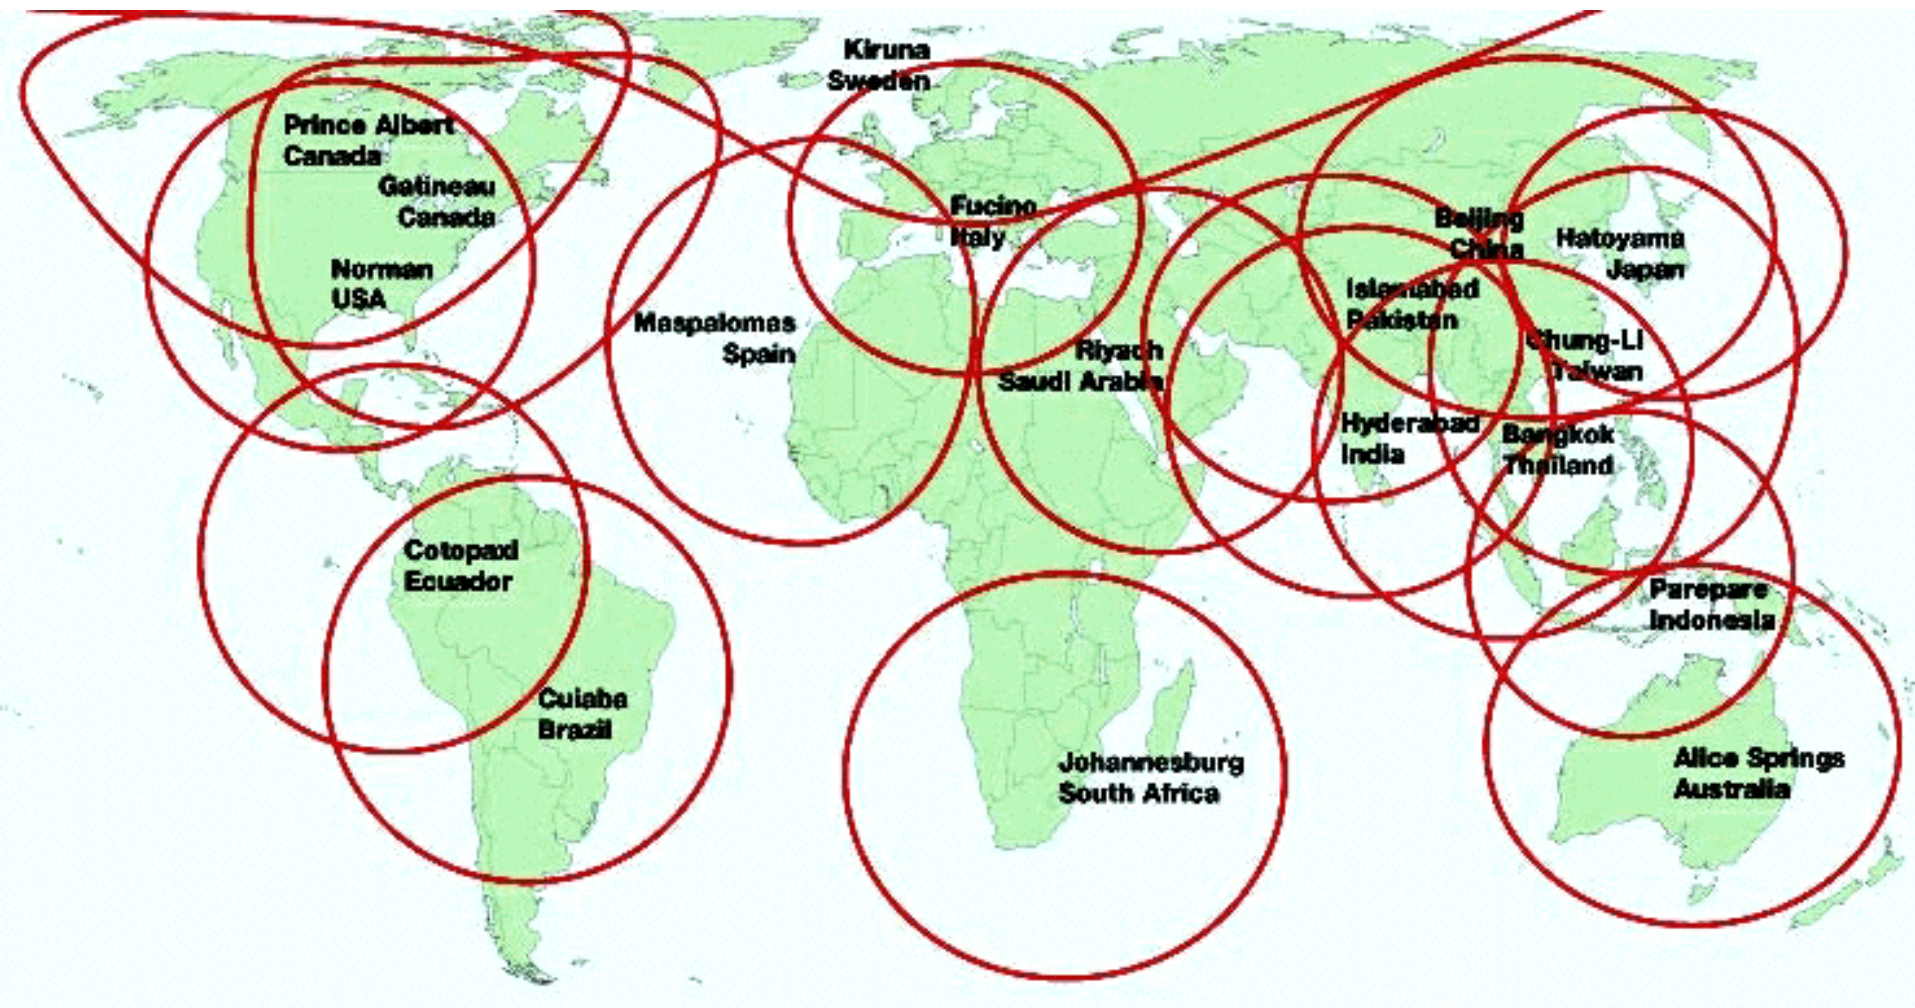 Kiruna
Sweden
Prince Albert
Canada
Gatineau
Canada
Norman
USA
Fucino
Italy
Maspalomas
Spain
Riyach
Saudi Arabia
Beijing
China
Hatoyama
Japan
Islamabad
Pakistan
Chung-Li
Taiwan
Hyderabad
India
Bangkok
Thailand
Cotopaxi
Ecuador
Cuiaba
Brazil
Parepare
Indonesia
Johannesburg
South Africa
Alice Springs
Australia